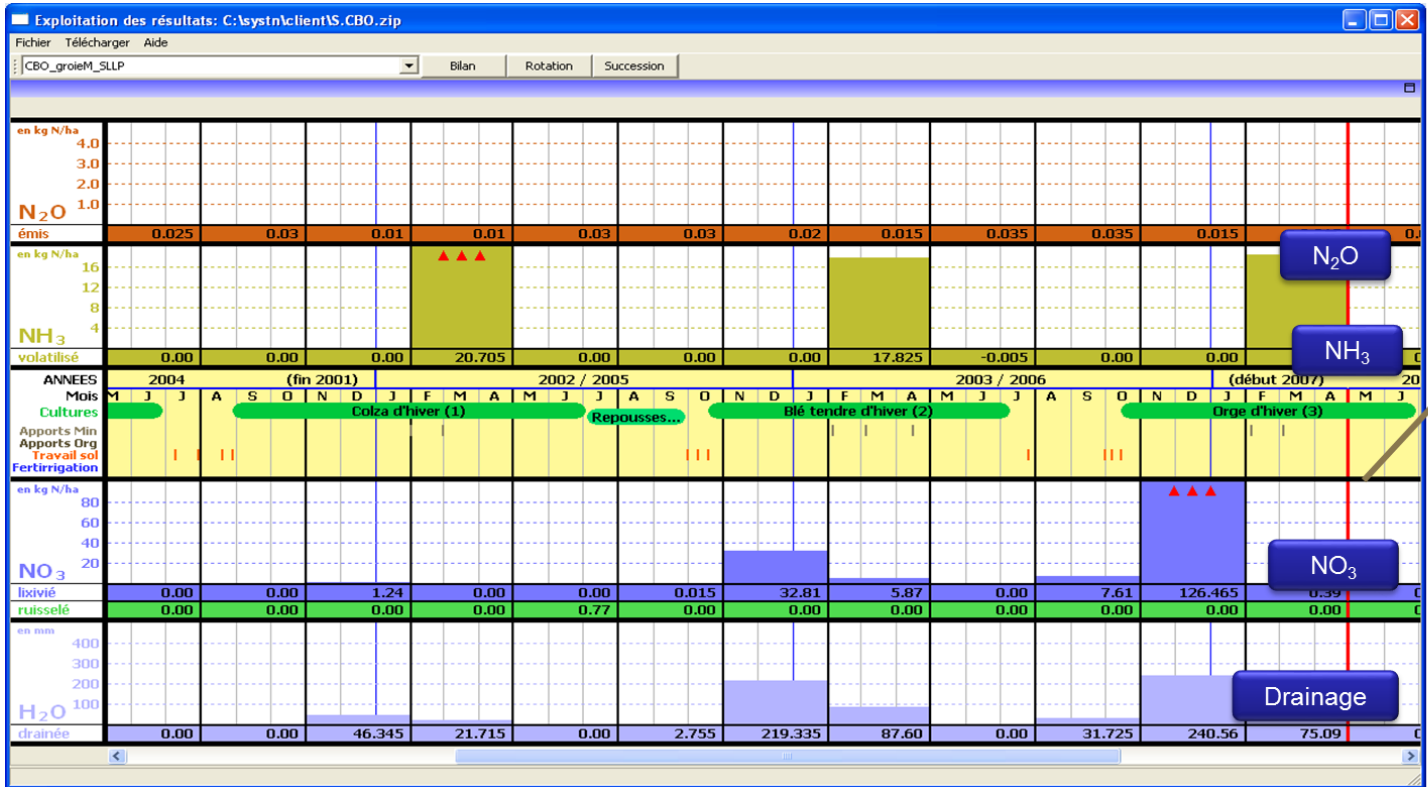 Exploitation des résultats: C:\systn\client\S.CBO.zip
Fichier Télécharger Aide
CBO_groieM_SLLP Bilan Rotation Succession
en kg N/ha
4.0
3.0
2.0
1.0
N₂O
émis 0.025 0.03 0.01 0.01 0.03 0.03 0.02 0.015 0.035 0.035 0.015
N₂O
en kg N/ha
16
12
8
4
NH₃
NH₃
volatilisé 0.00 0.00 0.00 20.705 0.00 0.00 0.00 17.825 -0.005 0.00 0.00
ANNEES 2004 (fin 2001) 2002 / 2005 2003 / 2006 (début 2007) 20
Mois M J J A S O N D J F M A M J J A S O N D J F M A M J J A S O N D J F M A M J
Cultures Colza d'hiver (1) Repousses... Blé tendre d'hiver (2) Orge d'hiver (3)
Apports Min
Apports Org
Travail sol
Fertirrigation
en kg N/ha
80
60
40
20
NO₃
NO₃
lixivié 0.00 0.00 1.24 0.00 0.00 0.015 32.81 5.87 0.00 7.61 126.465 0.39
ruisselé 0.00 0.00 0.00 0.00 0.77 0.00 0.00 0.00 0.00 0.00 0.00 0.00
en mm
400
300
200
100
H₂O
Drainage
drainée 0.00 0.00 46.345 21.715 0.00 2.755 219.335 87.60 0.00 31.725 240.56 75.09